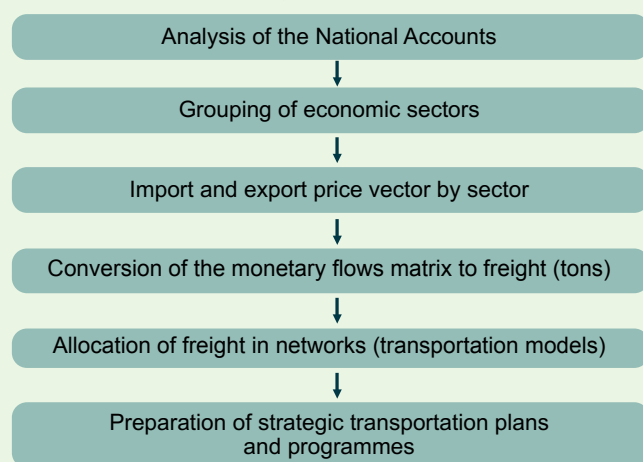 Analysis of the National Accounts
Grouping of economic sectors
Import and export price vector by sector
Conversion of the monetary flows matrix to freight (tons)
Allocation of freight in networks (transportation models)
Preparation of strategic transportation plans
and programmes